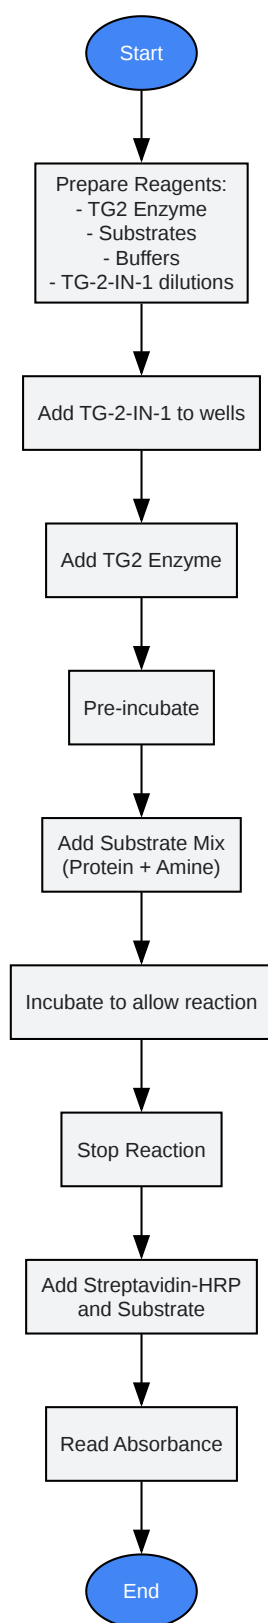 Start
Prepare Reagents:
- TG2 Enzyme
- Substrates
- Buffers
- TG-2-IN-1 dilutions
Add TG-2-IN-1 to wells
Add TG2 Enzyme
Pre-incubate
Add Substrate Mix
(Protein + Amine)
Incubate to allow reaction
Stop Reaction
Add Streptavidin-HRP
and Substrate
Read Absorbance
End